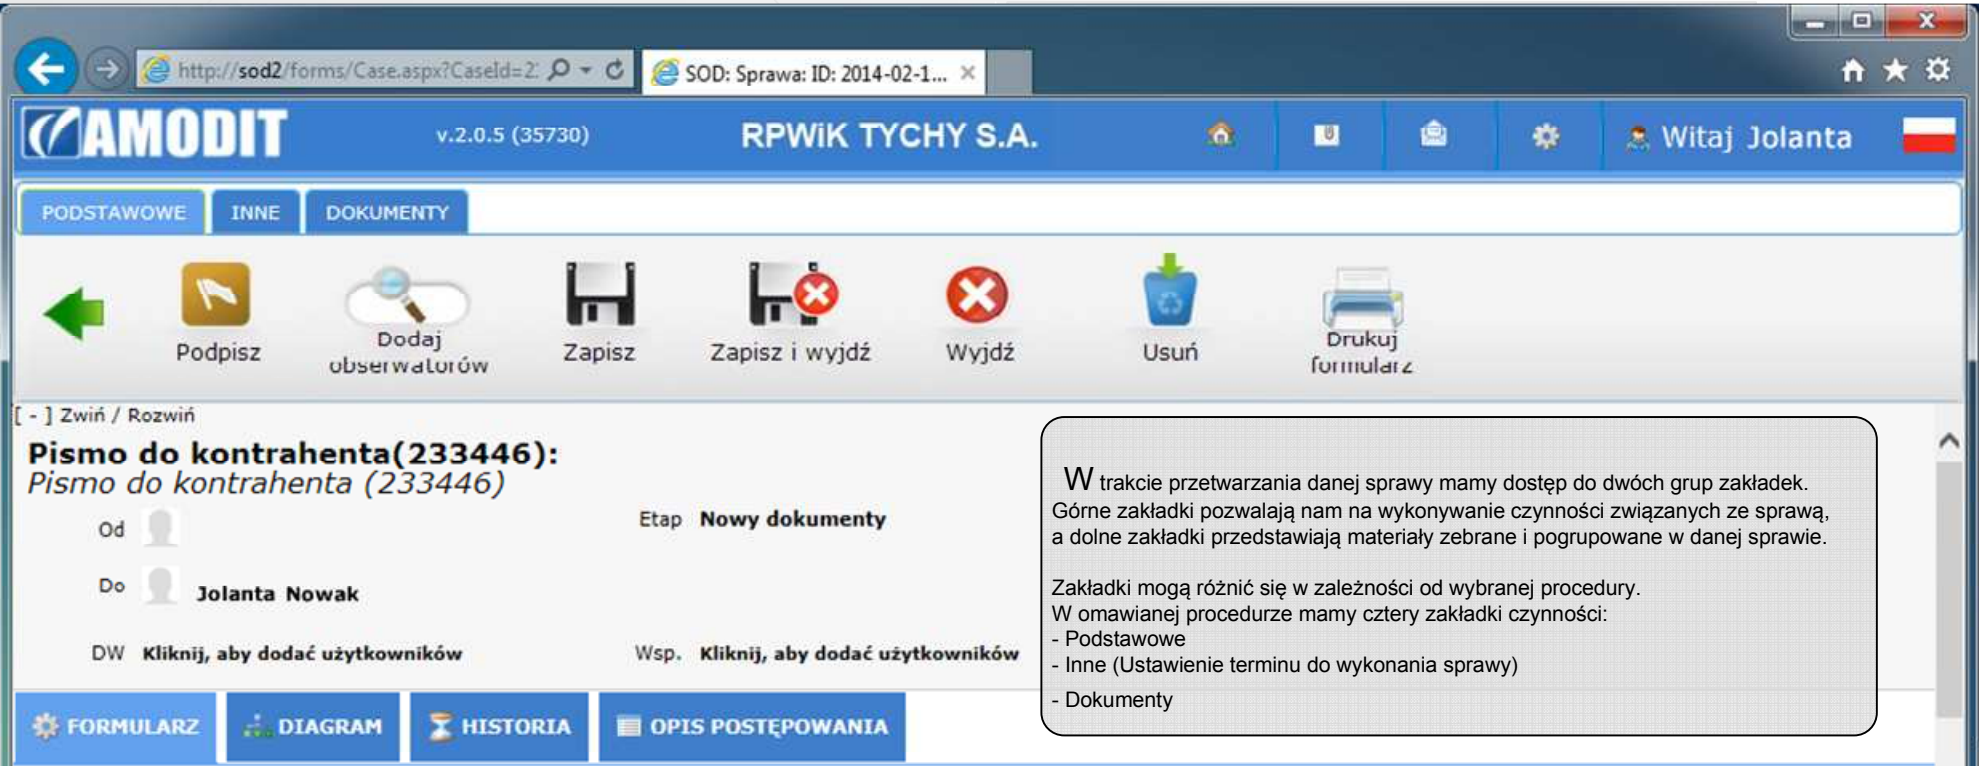 http://sod2/forms/Case.aspx?CaseId=2
SOD: Sprawa: ID: 2014-02-1...
AMODIT
v.2.0.5 (35730)
RPWiK TYCHY S.A.
Witaj Jolanta
PODSTAWOWE
INNE
DOKUMENTY
Podpisz
Dodaj
obserwatorów
Zapisz
Zapisz i wyjdź
Wyjdź
Usuń
Drukuj
formularz
[ - ] Zwiń / Rozwiń
Pismo do kontrahenta(233446):
Pismo do kontrahenta (233446)
Od
Etap Nowy dokumenty
Do Jolanta Nowak
DW Kliknij, aby dodać użytkowników
Wsp. Kliknij, aby dodać użytkowników
W trakcie przetwarzania danej sprawy mamy dostęp do dwóch grup zakładek.
Górne zakładki pozwalają nam na wykonywanie czynności związanych ze sprawą,
a dolne zakładki przedstawiają materiały zebrane i pogrupowane w danej sprawie.
Zakładki mogą różnić się w zależności od wybranej procedury.
W omawianej procedurze mamy cztery zakładki czynności:
- Podstawowe
- Inne (Ustawienie terminu do wykonania sprawy)
- Dokumenty
FORMULARZ
DIAGRAM
HISTORIA
OPIS POSTĘPOWANIA